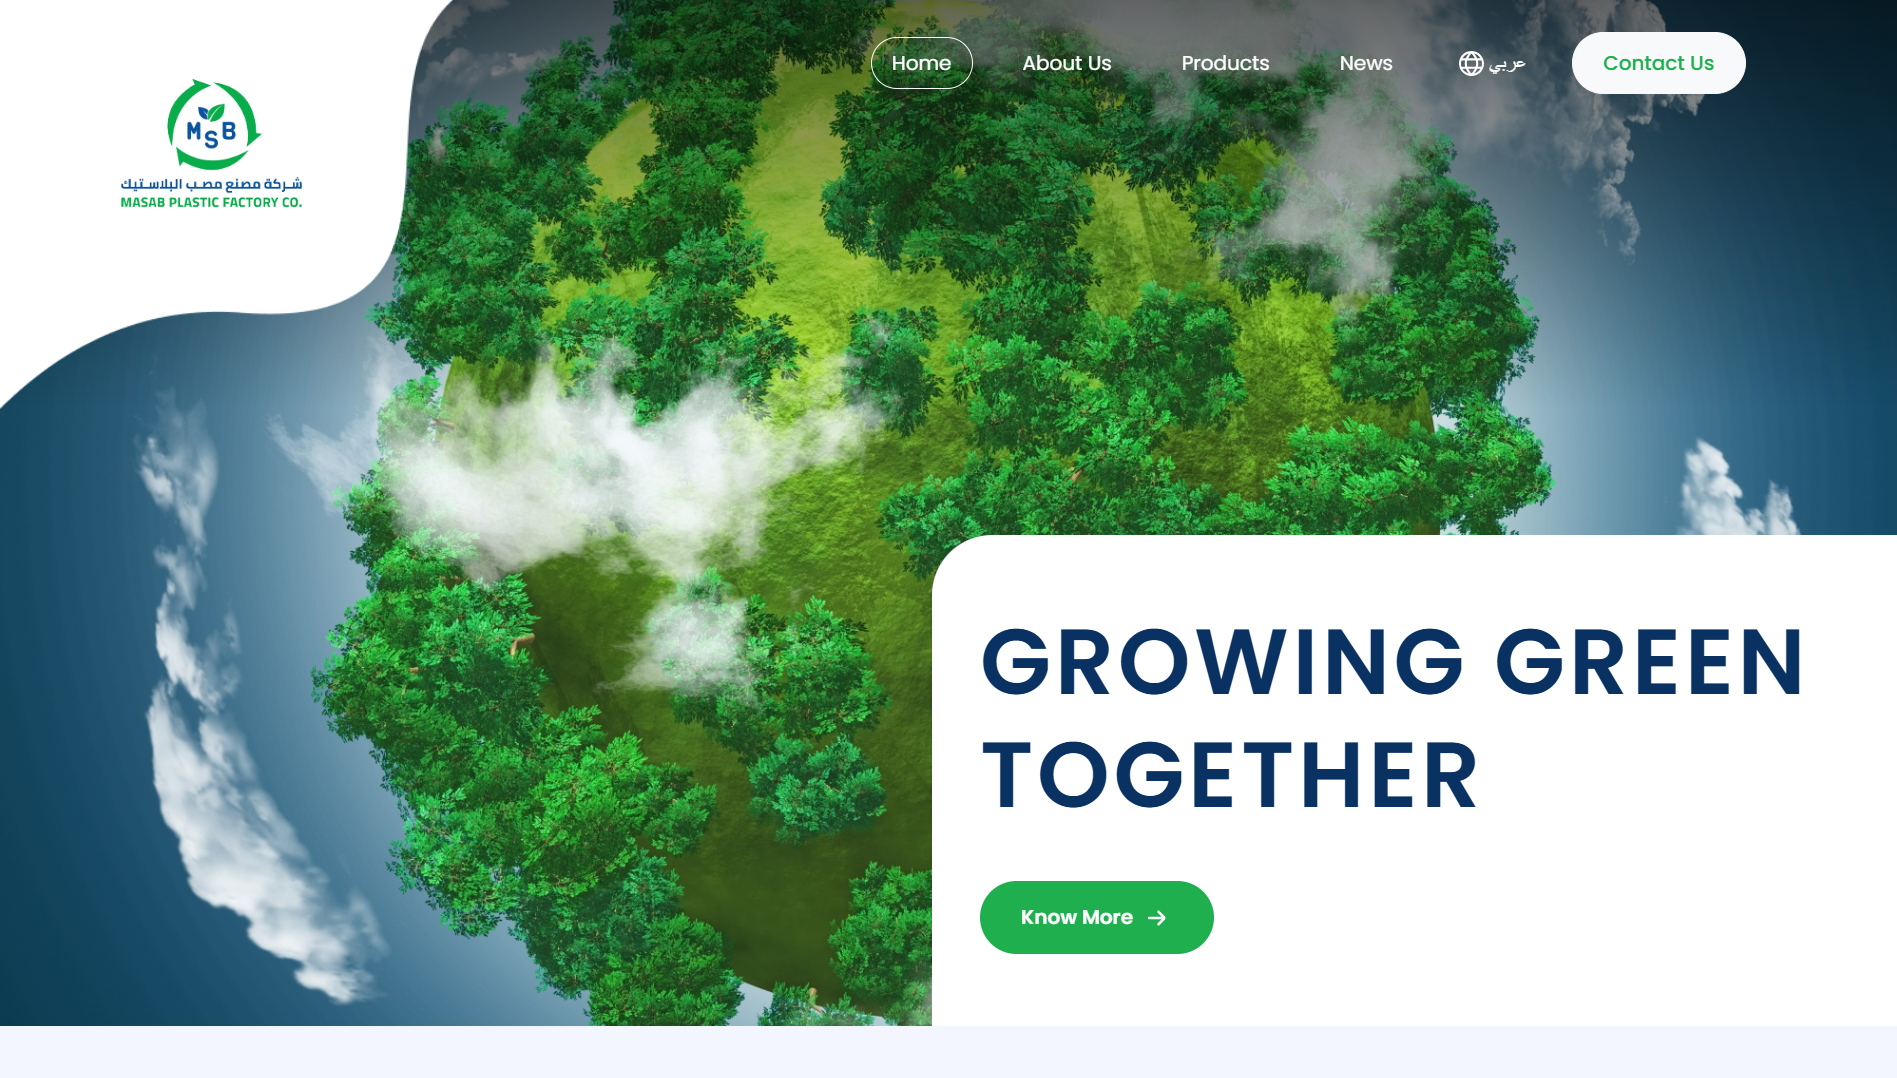 MSB
شركة مصنع مصب البلاستيك
MASAB PLASTIC FACTORY CO.
Home
About Us
Products
News
عربي
Contact Us
GROWING GREEN
TOGETHER
Know More